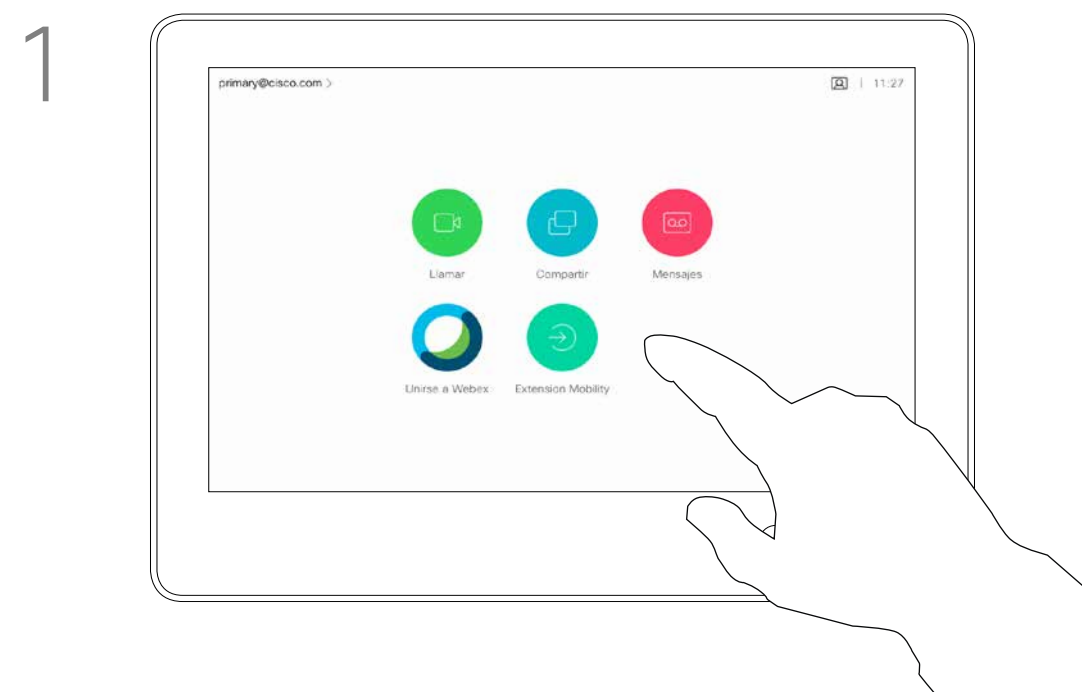 1
primary@cisco.com >
11:27
Llamar
Compartir
Mensajes
Unirse a Webex
Extension Mobility